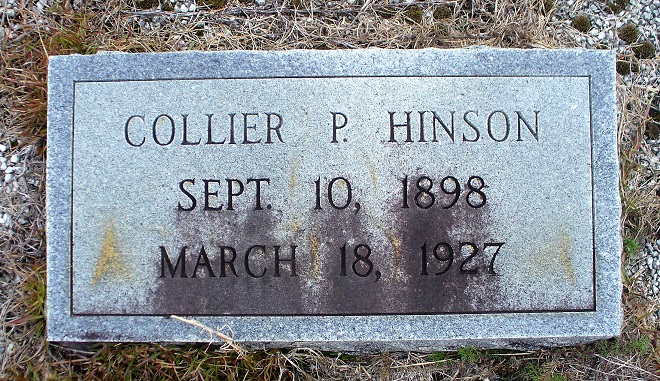 COLLIER P. HINSON
SEPT. 10, 1898
MARCH 18, 1927